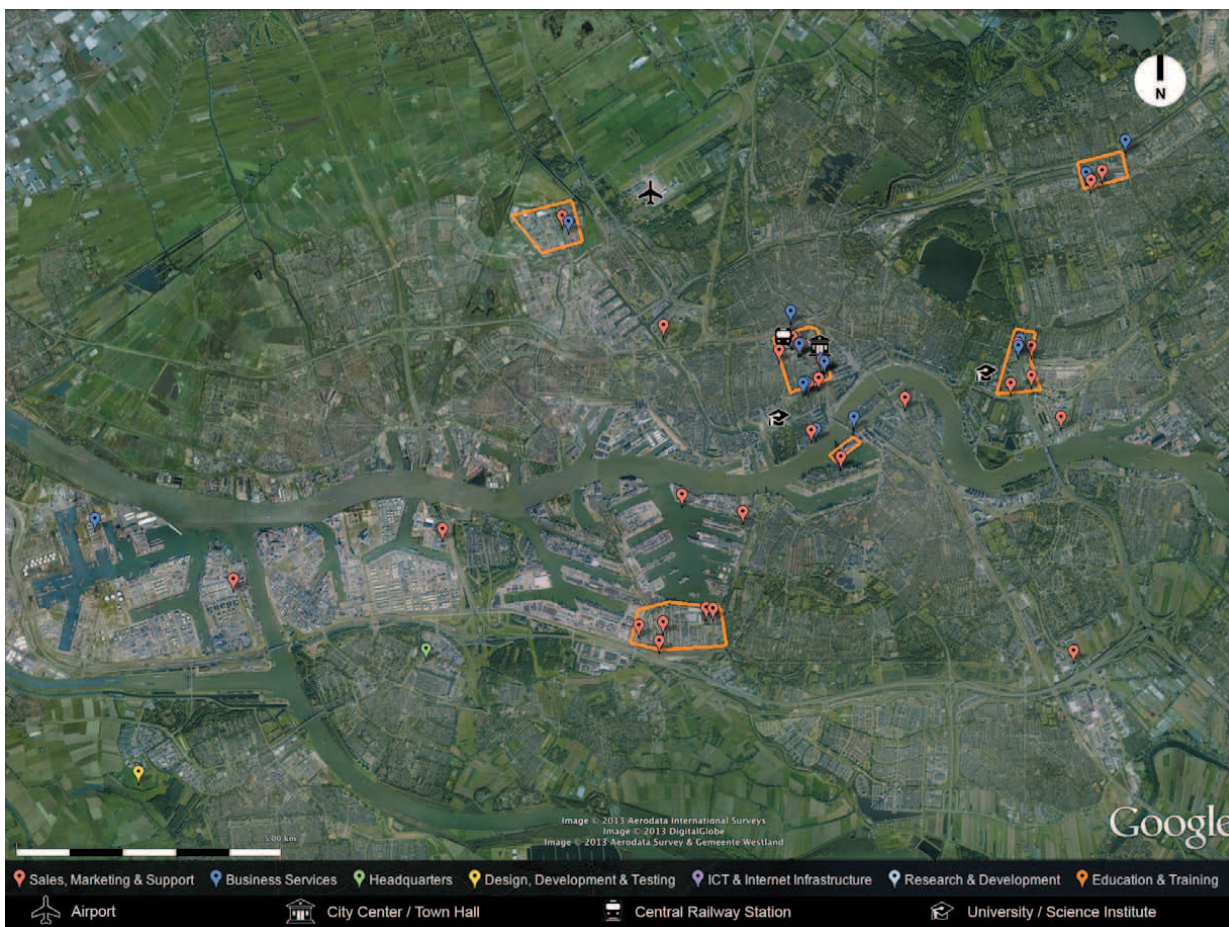 N
5.00 km
Image © 2013 Aerodata International Surveys
Image © 2013 DigitalGlobe
Image © 2013 Aerodata Survey & Gemeente Westland
Google
Sales, Marketing & Support Business Services Headquarters Design, Development & Testing ICT & Internet Infrastructure Research & Development Education & Training
Airport City Center / Town Hall Central Railway Station University / Science Institute